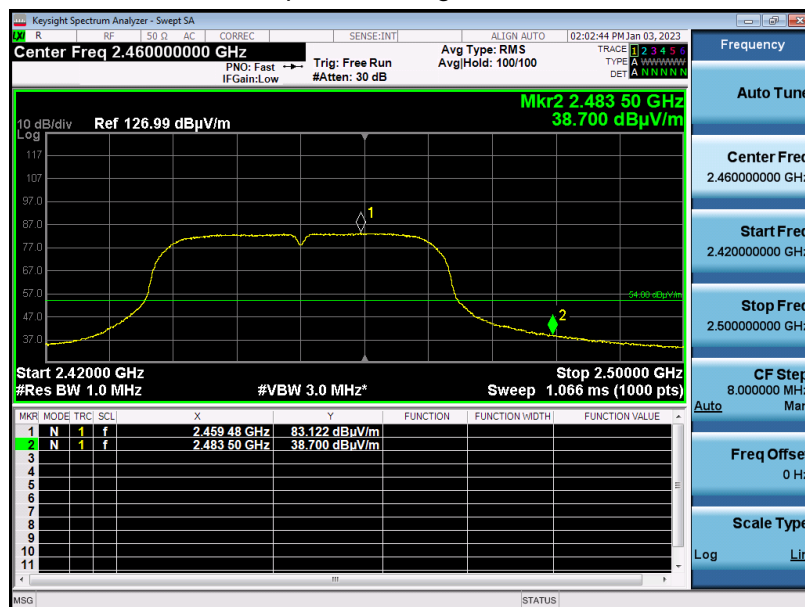 Keysight Spectrum Analyzer - Swept SA
LXI R RF 50 Ω AC CORREC SENSE:INT ALIGN AUTO 02:02:44 PM Jan 03, 2023
Center Freq 2.460000000 GHz
PNO: Fast
IFGain:Low
Trig: Free Run
#Atten: 30 dB
Avg Type: RMS
Avg|Hold: 100/100
TRACE 1 2 3 4 5 6
TYPE A WWWWW
DET A N N N N N
Mkr2 2.483 50 GHz
38.700 dBµV/m
10 dB/div Ref 126.99 dBµV/m
Log
117
107
97.0
87.0
77.0
67.0
57.0
47.0
37.0
1
54.00 dBµV/m
2
Start 2.42000 GHz Stop 2.50000 GHz
#Res BW 1.0 MHz #VBW 3.0 MHz* Sweep 1.066 ms (1000 pts)
MKR MODE TRC SCL X Y FUNCTION FUNCTION WIDTH FUNCTION VALUE
1 N 1 f 2.459 48 GHz 83.122 dBµV/m
2 N 1 f 2.483 50 GHz 38.700 dBµV/m
3
4
5
6
7
8
9
10
11
MSG STATUS
Frequency
Auto Tune
Center Freq
2.460000000 GHz
Start Freq
2.420000000 GHz
Stop Freq
2.500000000 GHz
CF Step
8.000000 MHz
Auto Man
Freq Offset
0 Hz
Scale Type
Log Lin